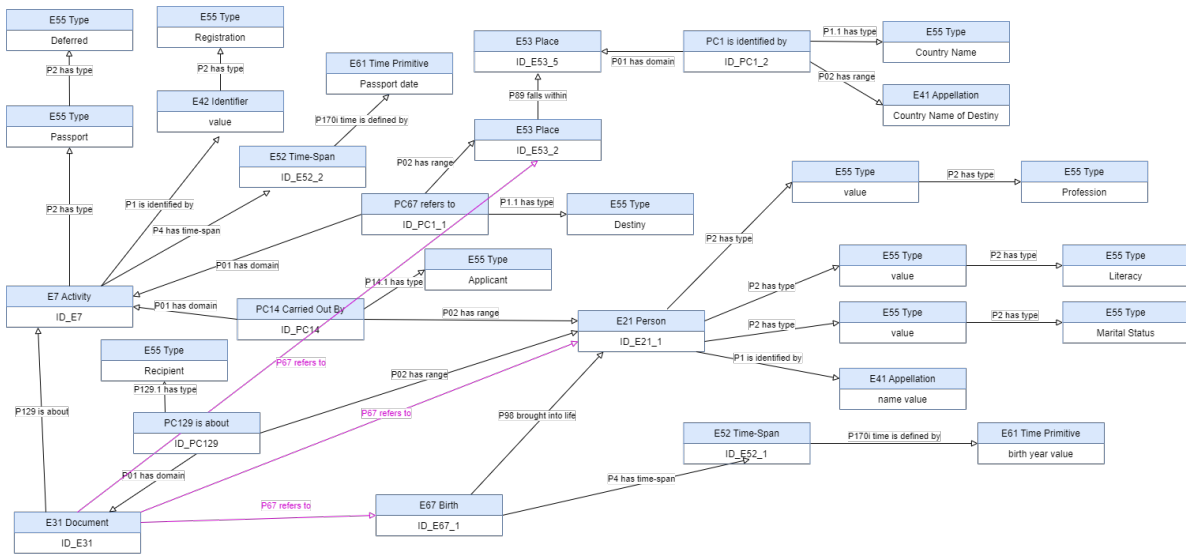 E55 Type
Deferred
E55 Type
Registration
E53 Place
ID_E53_5
PC1 is identified by
ID_PC1_2
P1.1 has type
E55 Type
Country Name
P01 has domain
P02 has range
P2 has type
P2 has type
E61 Time Primitive
Passport date
E41 Appellation
Country Name of Destiny
P89 falls within
E55 Type
Passport
E42 Identifier
value
P170i time is defined by
E53 Place
ID_E53_2
E52 Time-Span
ID_E52_2
P02 has range
E55 Type
value
P2 has type
E55 Type
Profession
PC67 refers to
ID_PC1_1
P1.1 has type
E55 Type
Destiny
P2 has type
P1 is identified by
P4 has time-span
P2 has type
P01 has domain
E55 Type
Applicant
P14.1 has type
E55 Type
value
P2 has type
E55 Type
Literacy
P2 has type
E7 Activity
ID_E7
P01 has domain
PC14 Carried Out By
ID_PC14
P02 has range
E21 Person
ID_E21_1
P2 has type
E55 Type
value
P2 has type
E55 Type
Marital Status
E55 Type
Recipient
P67 refers to
P02 has range
P1 is identified by
E41 Appellation
name value
P129.1 has type
P129 is about
PC129 is about
ID_PC129
P67 refers to
P98 brought into life
E52 Time-Span
ID_E52_1
P170i time is defined by
E61 Time Primitive
birth year value
P01 has domain
P4 has time-span
P67 refers to
E67 Birth
ID_E67_1
E31 Document
ID_E31